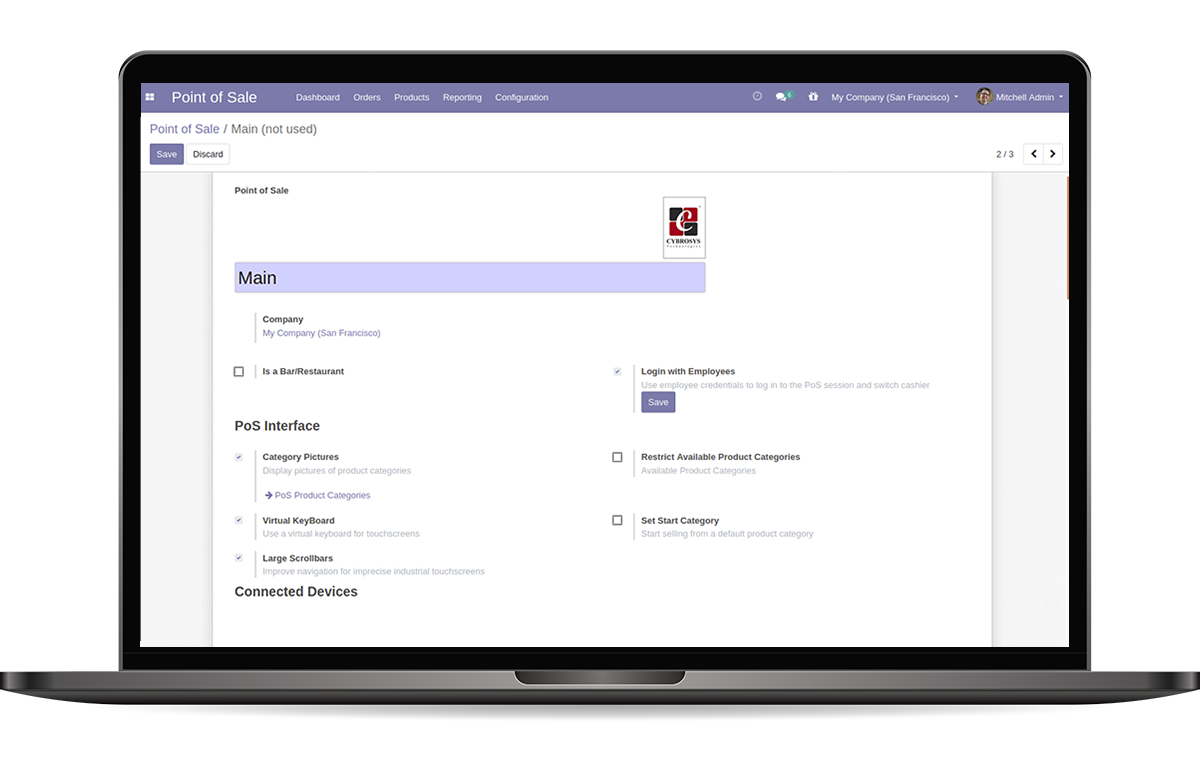 Point of Sale Dashboard Orders Products Reporting Configuration 6 My Company (San Francisco) Mitchell Admin
Point of Sale / Main (not used)
Save Discard 2 / 3
Point of Sale
C
CYBROSYS
Technologies
Main
Company
My Company (San Francisco)
Is a Bar/Restaurant Login with Employees
Use employee credentials to log in to the PoS session and switch cashier
Save
PoS Interface
Category Pictures Restrict Available Product Categories
Display pictures of product categories Available Product Categories
PoS Product Categories
Virtual KeyBoard Set Start Category
Use a virtual keyboard for touchscreens Start selling from a default product category
Large Scrollbars
Improve navigation for imprecise industrial touchscreens
Connected Devices